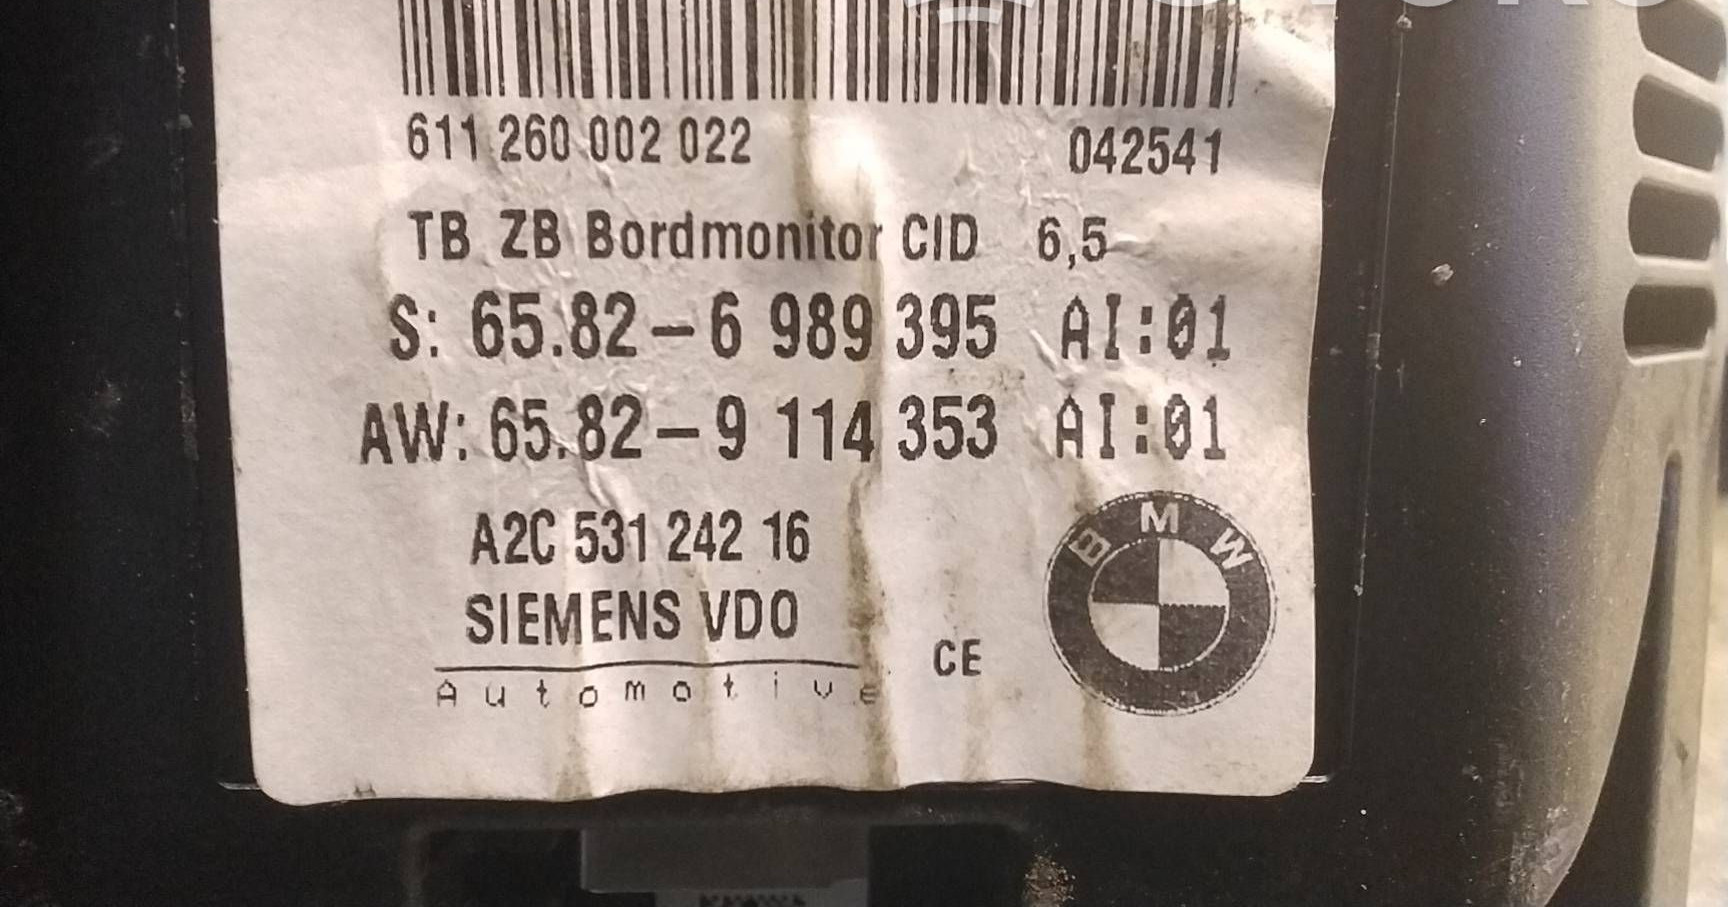 611 260 002 022 042541
TB ZB Bordmonitor CID 6,5
S: 65.82-6 989 395 AI:01
AW: 65.82-9 114 353 AI:01
A2C 531 242 16
SIEMENS VDO
Automotive
CE
BMW